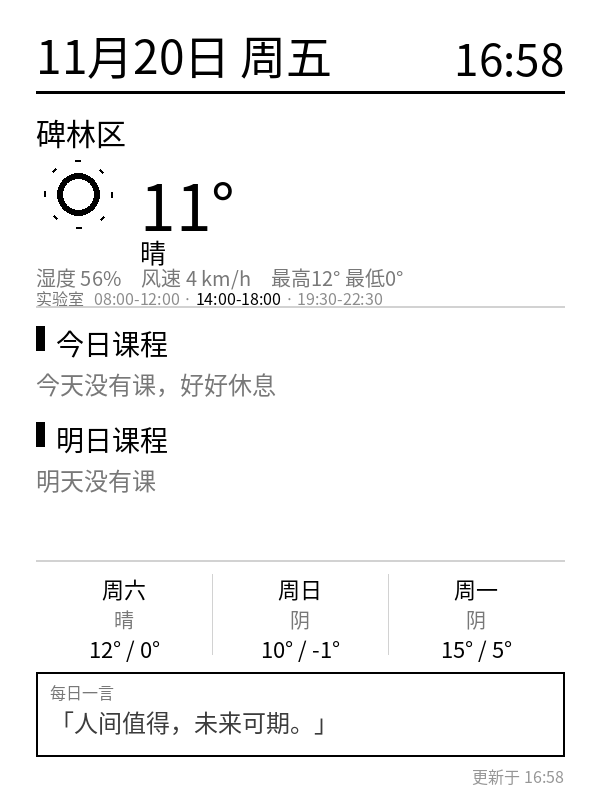 11月20日 周五 16:58
碑林区
11°
晴
湿度 56% 风速 4 km/h 最高12° 最低0°
实验室 08:00-12:00 · 14:00-18:00 · 19:30-22:30
今日课程
今天没有课，好好休息
明日课程
明天没有课
周六 周日 周一
晴 阴 阴
12° / 0° 10° / -1° 15° / 5°
每日一言
「人间值得，未来可期。」
更新于 16:58